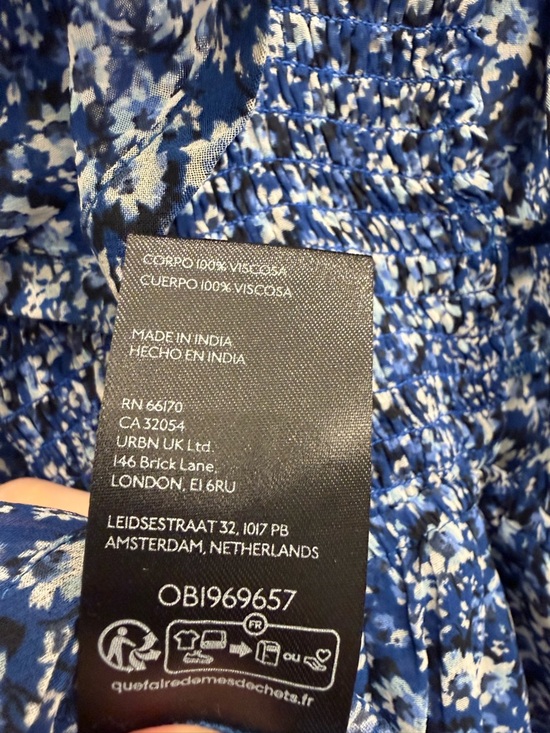 CORPO 100% VISCOSA
CUERPO 100% VISCOSA
MADE IN INDIA
HECHO EN INDIA
RN 66170
CA 32054
URBN UK Ltd.
146 Brick Lane,
LONDON, E1 6RU
LEIDSESTRAAT 32, 1017 PB
AMSTERDAM, NETHERLANDS
OB1969657
FR
ou
quefairedemesdechets.fr